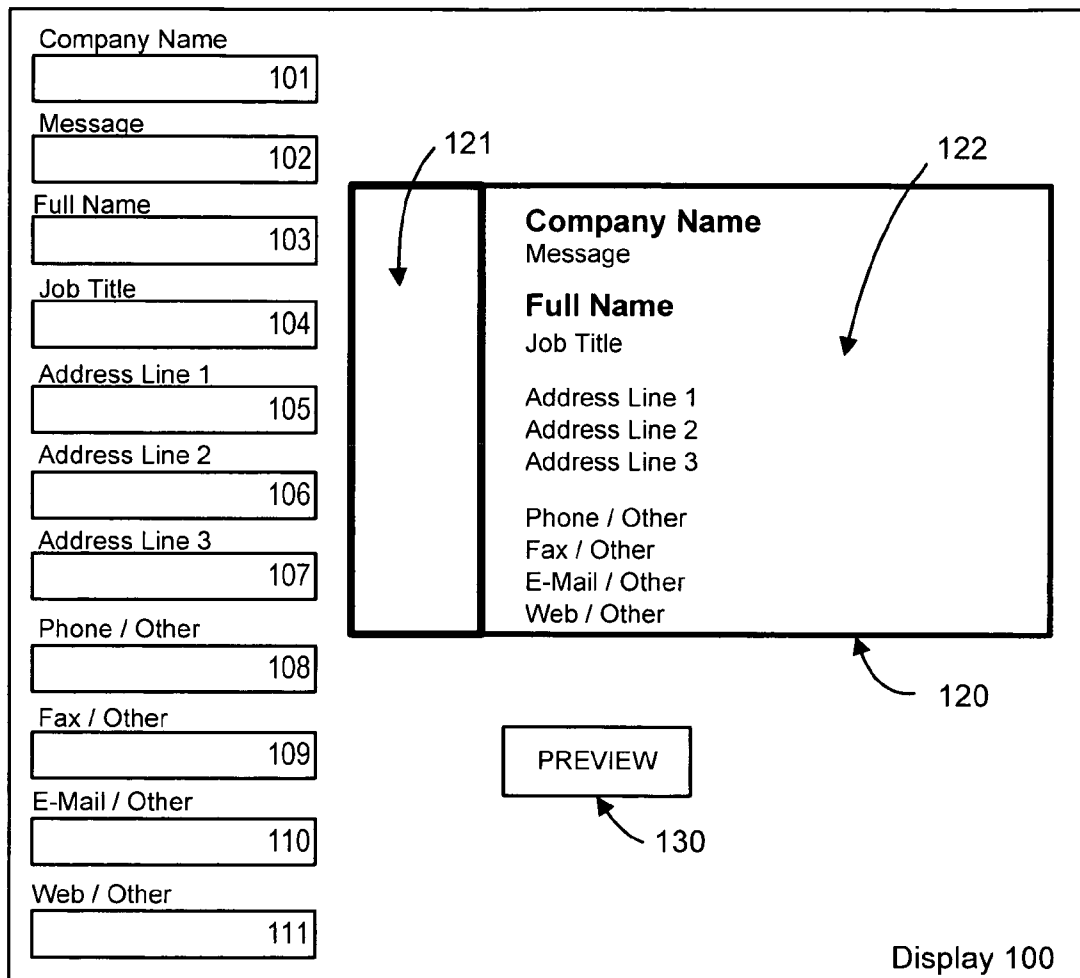 Company Name
101
Message
102
Full Name
103
Job Title
104
Address Line 1
105
Address Line 2
106
Address Line 3
107
Phone / Other
108
Fax / Other
109
E-Mail / Other
110
Web / Other
111
121
122
Company Name
Message
Full Name
Job Title
Address Line 1
Address Line 2
Address Line 3
Phone / Other
Fax / Other
E-Mail / Other
Web / Other
120
PREVIEW
130
Display 100